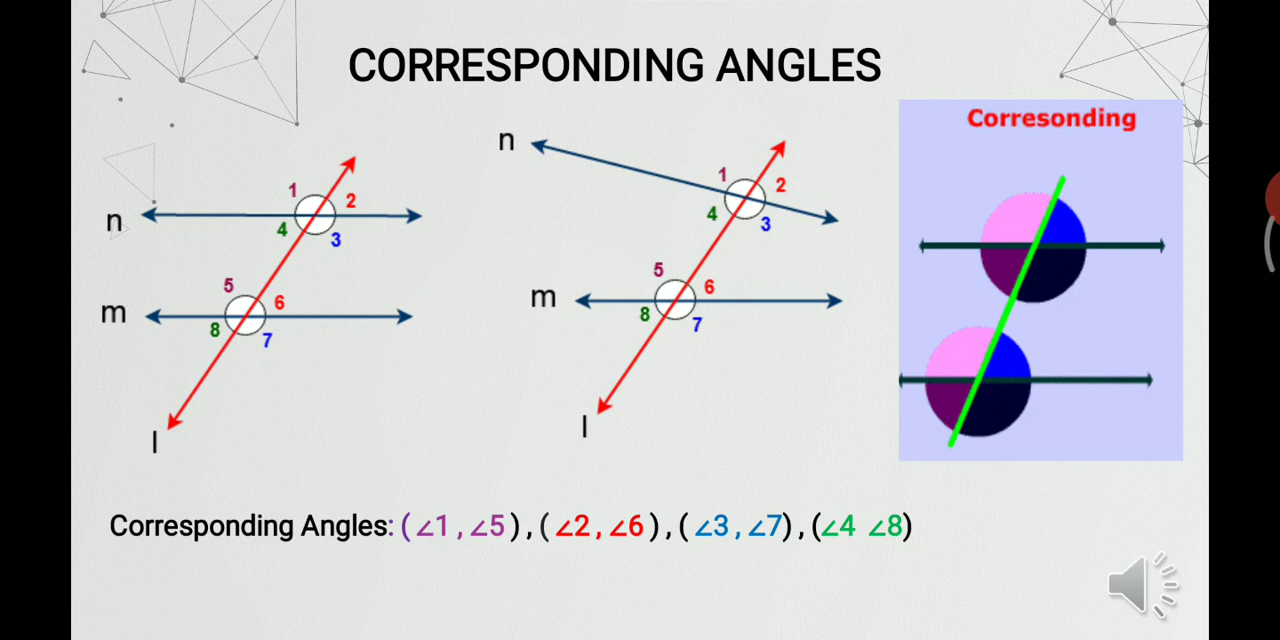 CORRESPONDING ANGLES
n
1
2
4
3
m
5
6
8
7
l
n
1
2
4
3
m
5
6
8
7
l
Corresonding
Corresponding Angles: ( ∠1 , ∠5 ) , ( ∠2 , ∠6 ) , ( ∠3 , ∠7 ) , (∠4 ∠8)